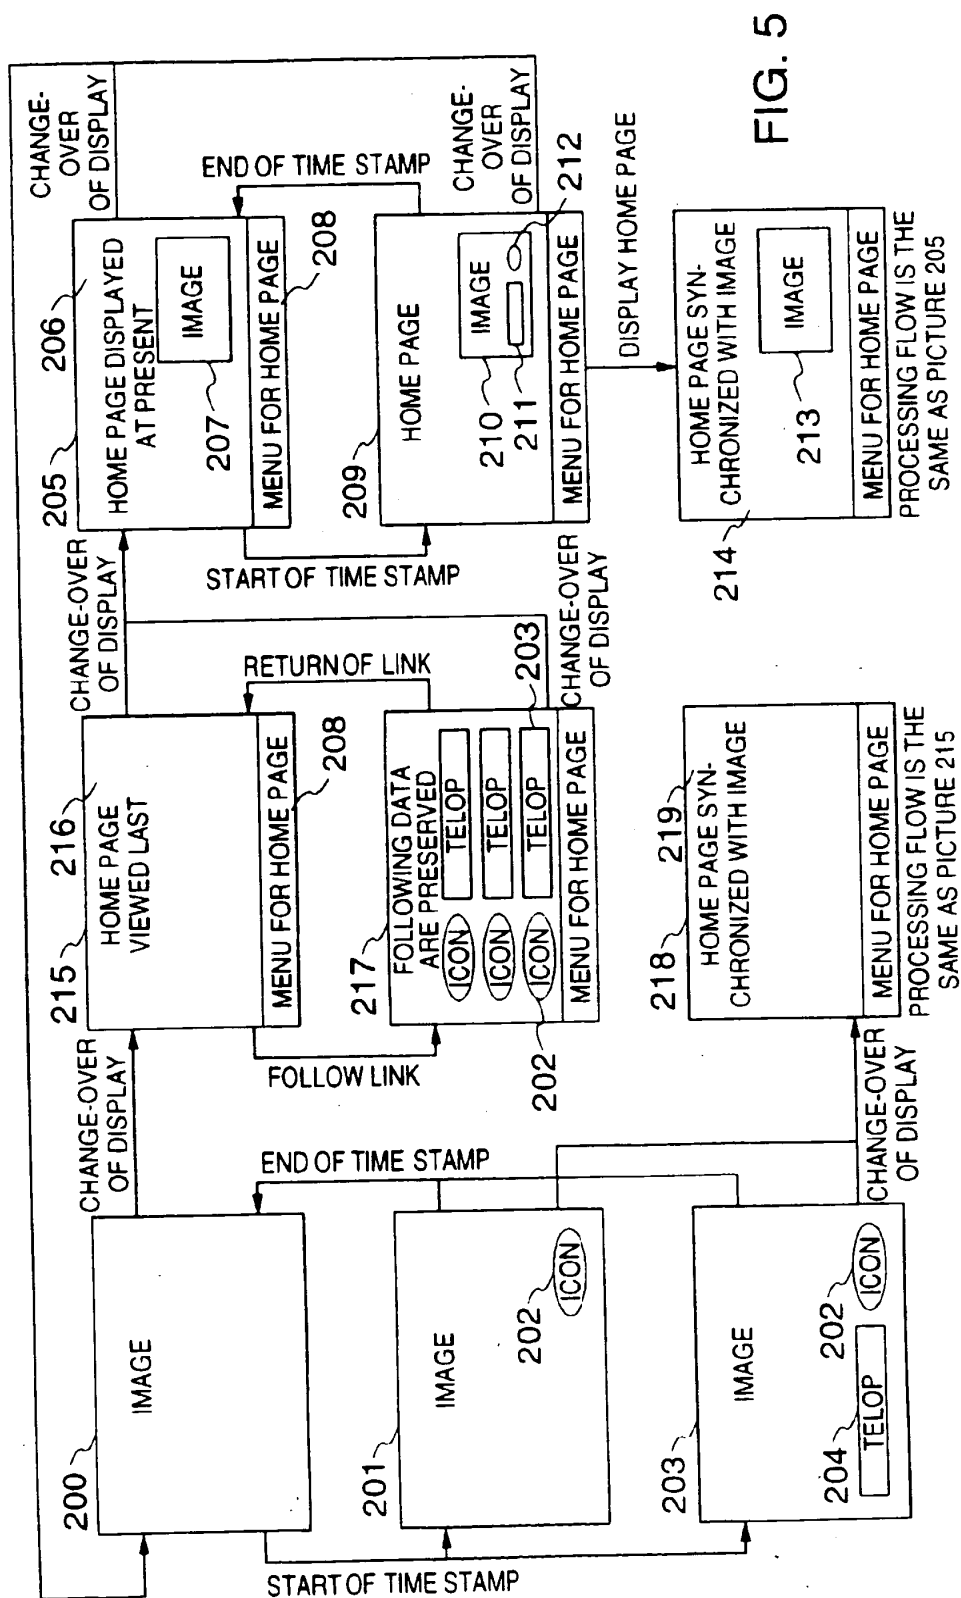 200
IMAGE
START OF TIME STAMP
201
IMAGE
202
ICON
203
IMAGE
204
TELOP
202
ICON
END OF TIME STAMP
CHANGE-OVER
OF DISPLAY
CHANGE-OVER
OF DISPLAY
215
216
HOME PAGE
VIEWED LAST
MENU FOR HOME PAGE
208
FOLLOW LINK
RETURN OF LINK
217
FOLLOWING DATA
ARE PRESERVED
ICON
TELOP
ICON
TELOP
ICON
TELOP
202
203
MENU FOR HOME PAGE
218
219
HOME PAGE SYN-
CHRONIZED WITH IMAGE
MENU FOR HOME PAGE
PROCESSING FLOW IS THE
SAME AS PICTURE 215
CHANGE-OVER
OF DISPLAY
CHANGE-OVER
OF DISPLAY
205
206
HOME PAGE DISPLAYED
AT PRESENT
IMAGE
207
MENU FOR HOME PAGE
208
START OF TIME STAMP
END OF TIME STAMP
CHANGE-
OVER
OF DISPLAY
209
HOME PAGE
IMAGE
210
211
212
MENU FOR HOME PAGE
CHANGE-
OVER
OF DISPLAY
DISPLAY HOME PAGE
HOME PAGE SYN-
CHRONIZED WITH IMAGE
IMAGE
213
214
MENU FOR HOME PAGE
PROCESSING FLOW IS THE
SAME AS PICTURE 205
FIG. 5